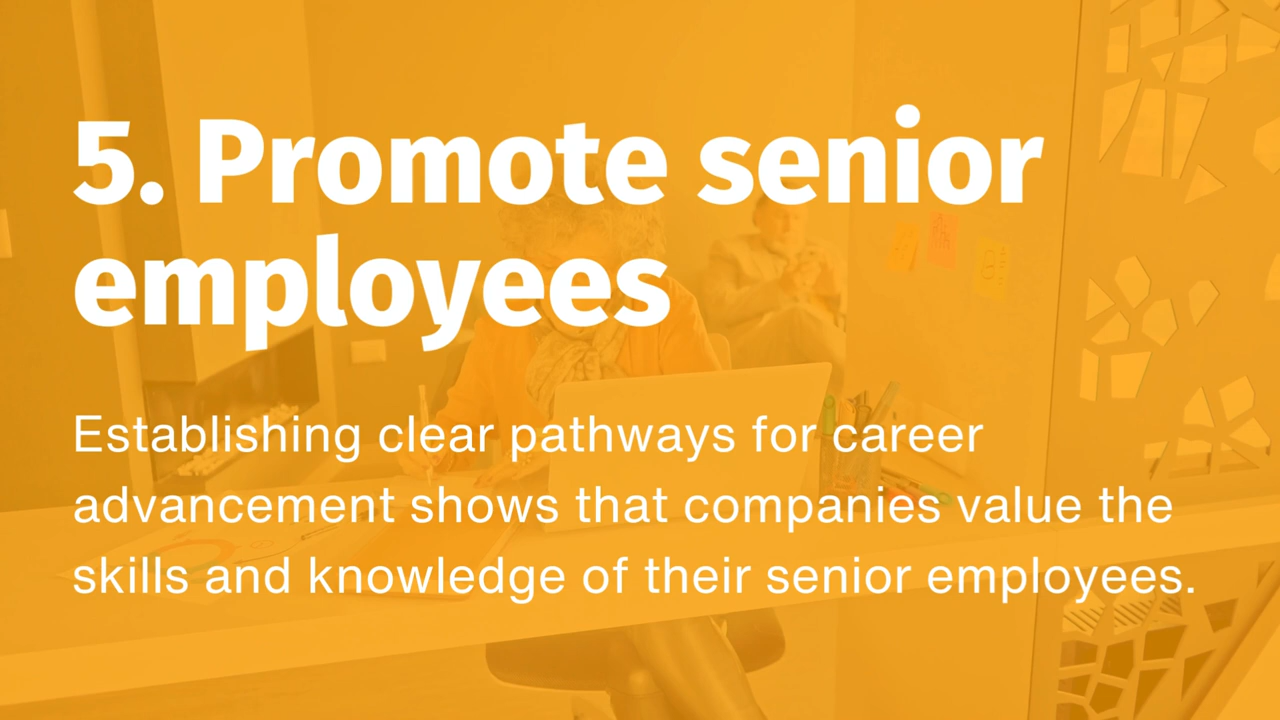 5. Promote senior
employees
Establishing clear pathways for career
advancement shows that companies value the
skills and knowledge of their senior employees.